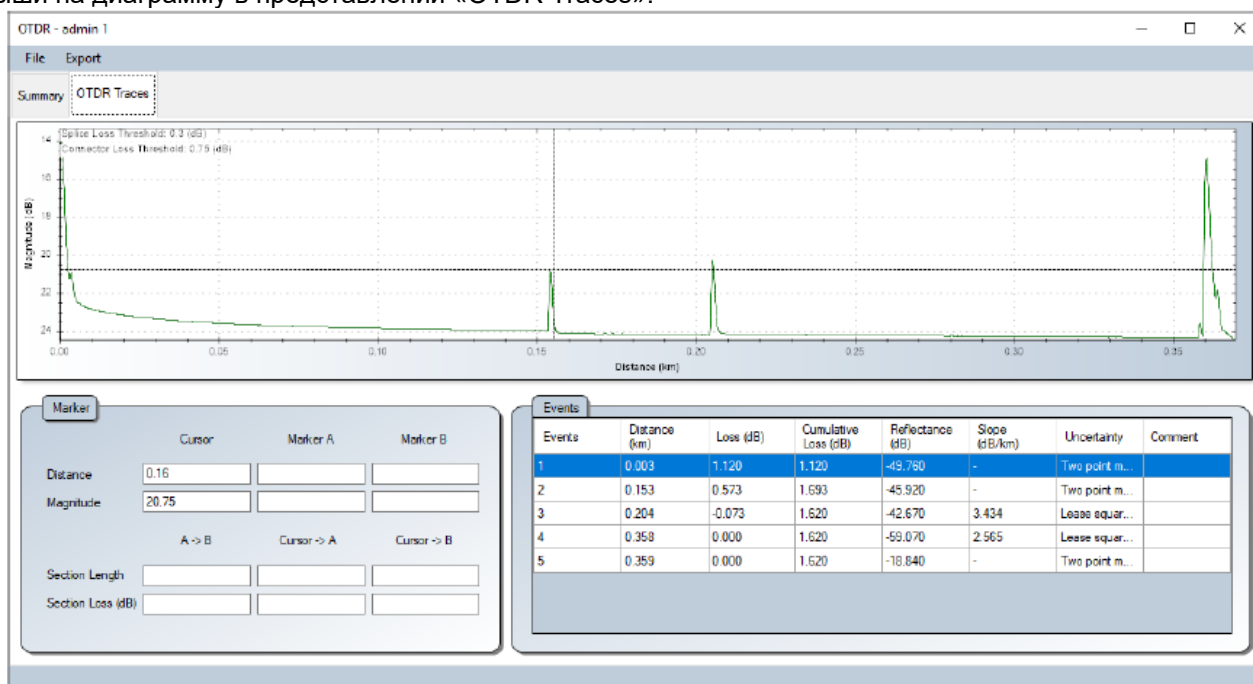 на диаграмму в представлении «OTDR Traces».
OTDR - admin 1
File Export
Summary OTDR Traces
Splice Loss Threshold: 0.3 (dB)
Connector Loss Threshold: 0.75 (dB)
14
16
18
20
22
24
Magnitude (dB)
0.00 0.05 0.10 0.15 0.20 0.25 0.30 0.35
Distance (km)
Marker
Cursor Marker A Marker B
Distance 0.16
Magnitude 20.75
A -> B Cursor -> A Cursor -> B
Section Length
Section Loss (dB)
Events
Events Distance (km) Loss (dB) Cumulative Loss (dB) Reflectance (dB) Slope (dB/km) Uncertainty Comment
1 0.003 1.120 1.120 -49.760 - Two point m...
2 0.153 0.573 1.693 -45.920 - Two point m...
3 0.204 -0.073 1.620 -42.670 3.434 Lease squar...
4 0.358 0.000 1.620 -59.070 2.565 Lease squar...
5 0.359 0.000 1.620 -18.840 - Two point m...